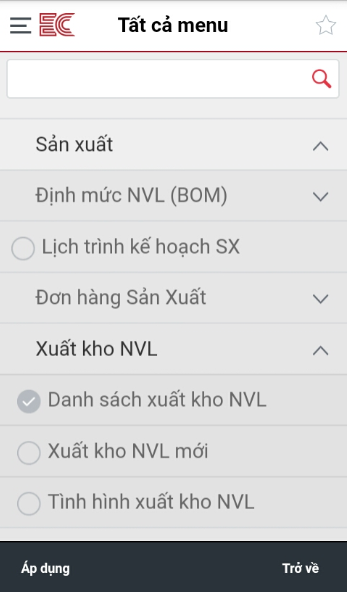 EC Tất cả menu
Sản xuất
Định mức NVL (BOM)
Lịch trình kế hoạch SX
Đơn hàng Sản Xuất
Xuất kho NVL
Danh sách xuất kho NVL
Xuất kho NVL mới
Tình hình xuất kho NVL
Áp dụng Trở về